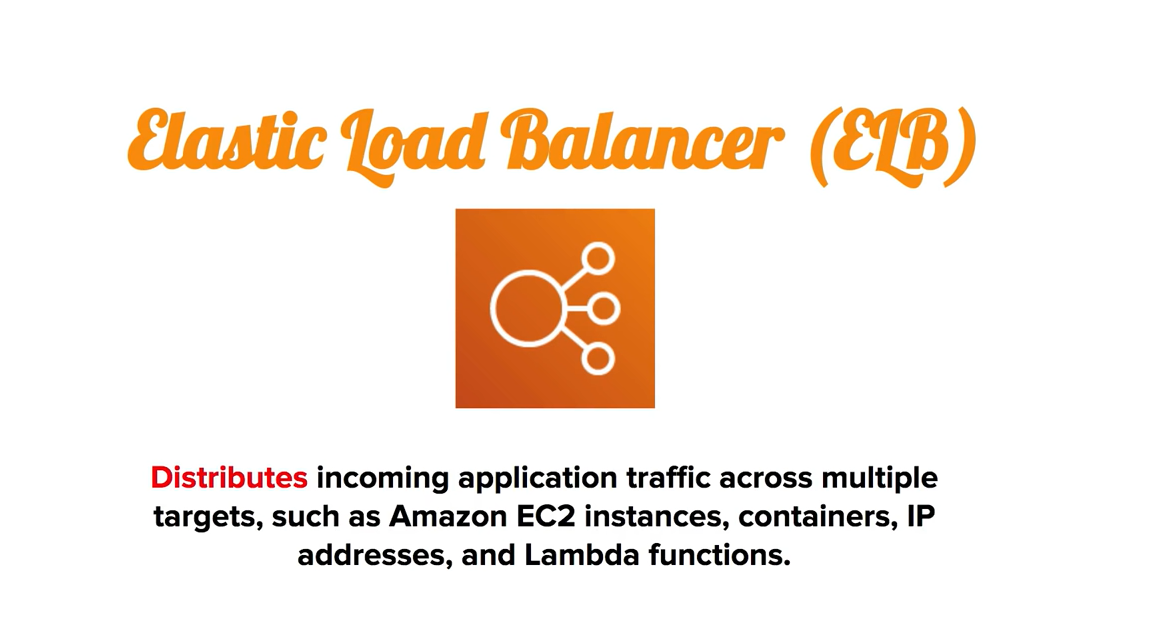 Elastic Load Balancer (ELB)
Distributes incoming application traffic across multiple
targets, such as Amazon EC2 instances, containers, IP
addresses, and Lambda functions.